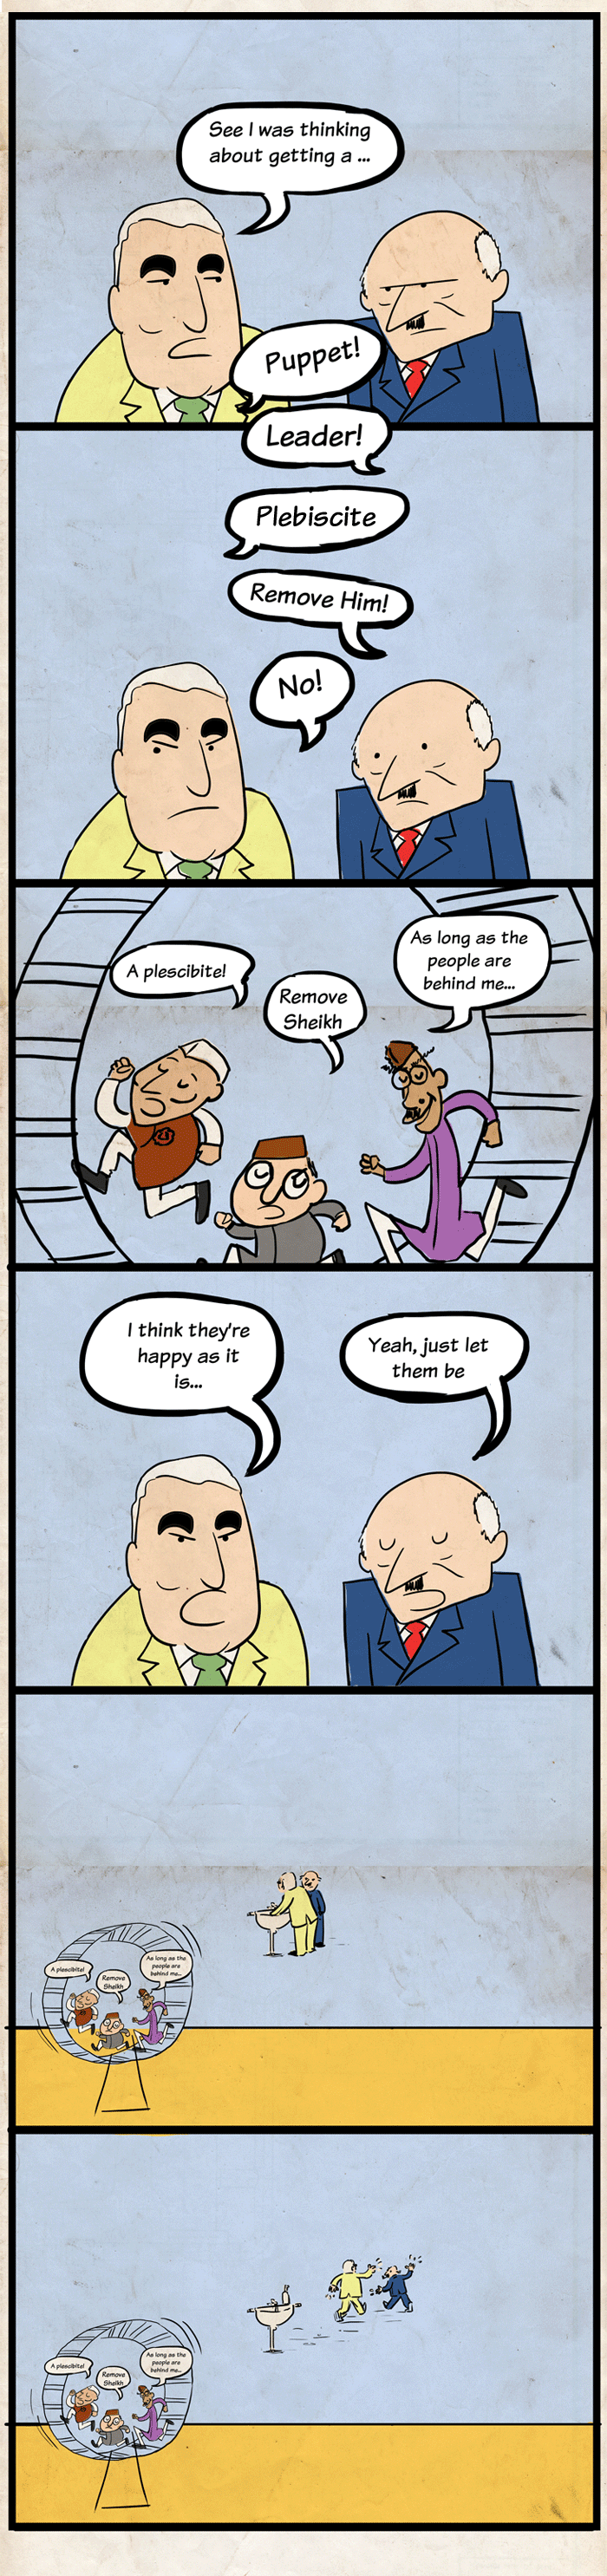 See I was thinking
about getting a ...
Puppet!
Leader!
Plebiscite
Remove Him!
No!
A plescibite!
Remove
Sheikh
As long as the
people are
behind me...
I think they're
happy as it
is...
Yeah, just let
them be
A plescibite!
Remove
Sheikh
As long as the
people are
behind me...
A plescibite!
Remove
Sheikh
As long as the
people are
behind me...